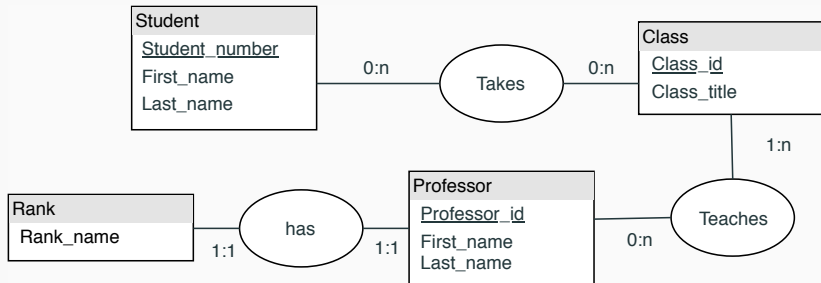 Student
Student_number
First_name
Last_name
0:n
Takes
0:n
Class
Class_id
Class_title
1:n
Rank
Rank_name
1:1
has
1:1
Professor
Professor_id
First_name
Last_name
0:n
Teaches